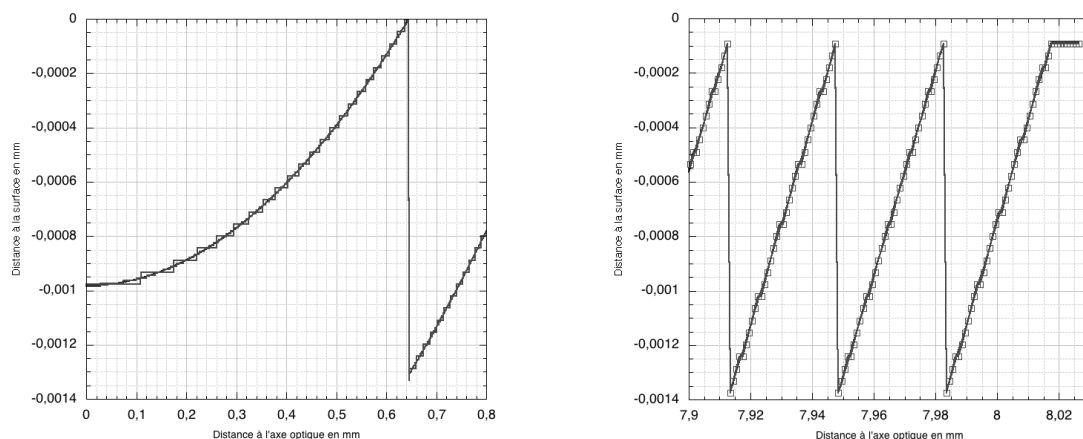 0
-0,0002
-0,0004
-0,0006
-0,0008
-0,001
-0,0012
-0,0014
Distance à la surface en mm
0 0,1 0,2 0,3 0,4 0,5 0,6 0,7 0,8
Distance à l'axe optique en mm
0
-0,0002
-0,0004
-0,0006
-0,0008
-0,001
-0,0012
-0,0014
Distance à la surface en mm
7,9 7,92 7,94 7,96 7,98 8 8,02
Distance à l'axe optique en mm